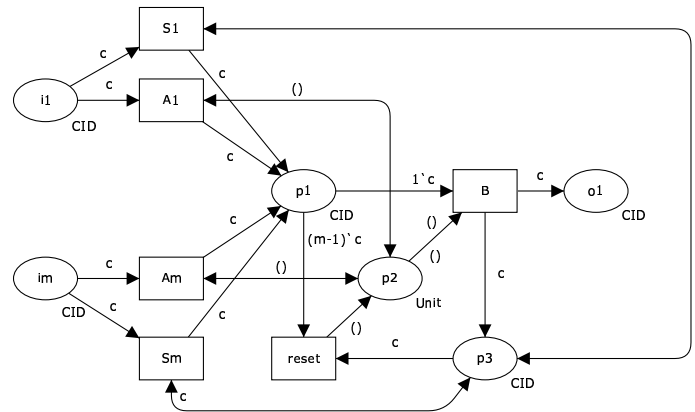 S1
c
c
c
()
i1
A1
CID
c
1`c
c
p1
B
o1
CID
CID
()
c
(m-1)`c
()
c
()
im
Am
p2
c
CID
c
Unit
c
()
c
Sm
reset
p3
CID
c